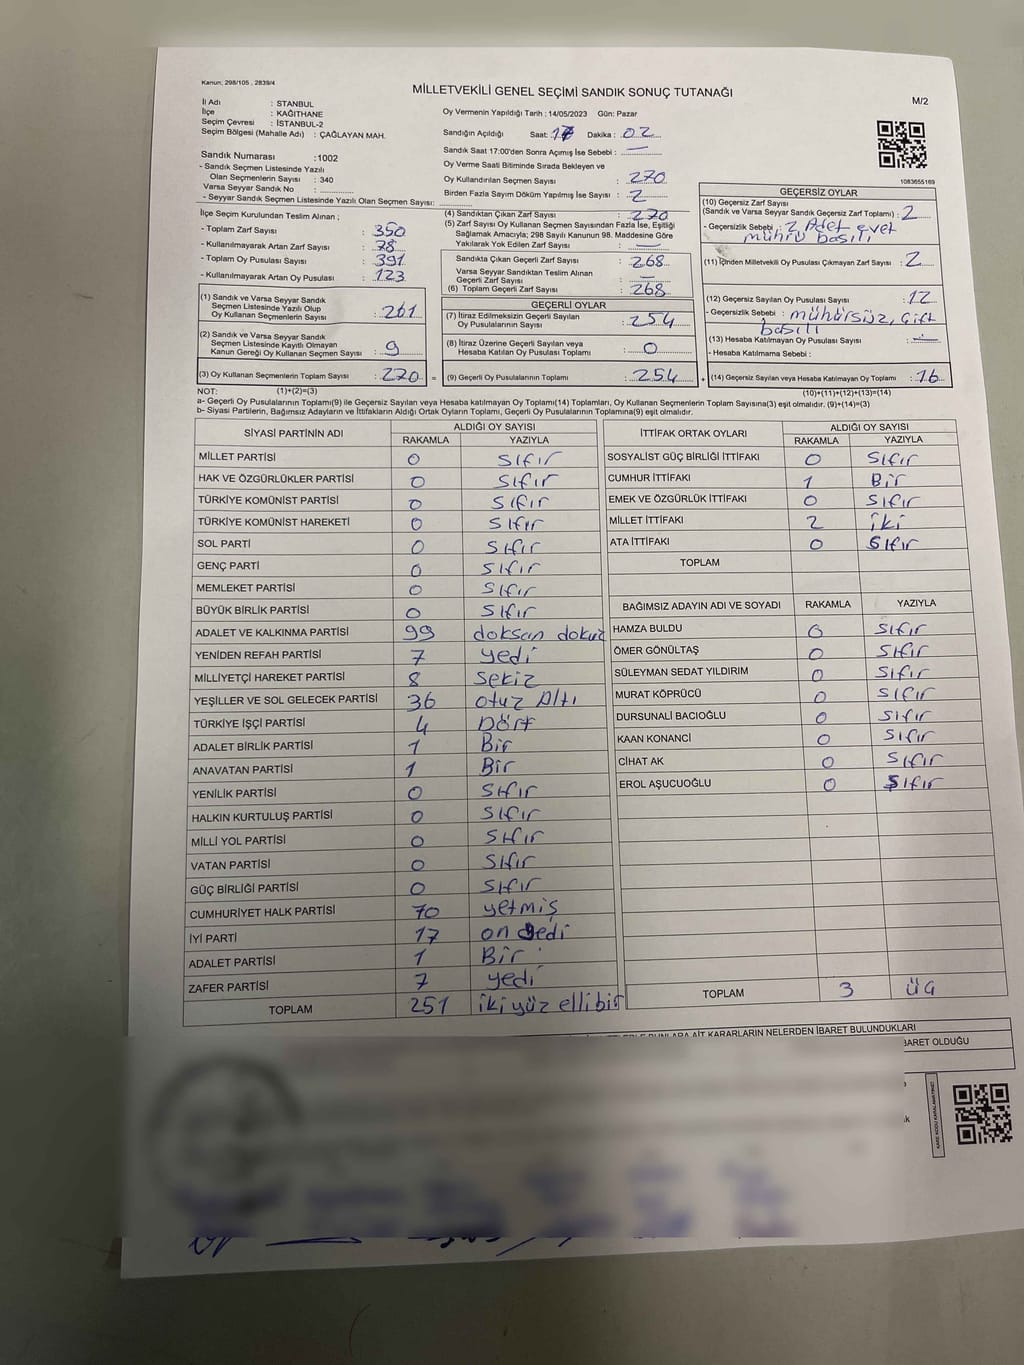 Kanun; 298/105 , 2839/4
MİLLETVEKİLİ GENEL SEÇİMİ SANDIK SONUÇ TUTANAĞI
M/2
İl Adı : STANBUL
İlçe : KAĞITHANE
Seçim Çevresi : İSTANBUL-2
Seçim Bölgesi (Mahalle Adı) : ÇAĞLAYAN MAH.
Oy Vermenin Yapıldığı Tarih : 14/05/2023 Gün: Pazar
Sandığın Açıldığı Saat: 17 Dakika : 02
Sandık Saat 17:00'den Sonra Açımış İse Sebebi : —
Sandık Numarası :1002
- Sandık Seçmen Listesinde Yazılı
Olan Seçmenlerin Sayısı : 340
Varsa Seyyar Sandık No :
- Seyyar Sandık Seçmen Listesinde Yazılı Olan Seçmen Sayısı:
Oy Verme Saati Bitiminde Sırada Bekleyen ve
Oy Kullandırılan Seçmen Sayısı : 270
Birden Fazla Sayım Döküm Yapılmış İse Sayısı : 2
İlçe Seçim Kurulundan Teslim Alınan ;
- Toplam Zarf Sayısı : 350
- Kullanılmayarak Artan Zarf Sayısı : 78
- Toplam Oy Pusulası Sayısı : 391
- Kullanılmayarak Artan Oy Pusulası : 123
(4) Sandıktan Çıkan Zarf Sayısı : 270
(5) Zarf Sayısı Oy Kullanan Seçmen Sayısından Fazla İse, Eşitliği
Sağlamak Amacıyla; 298 Sayılı Kanunun 98. Maddesine Göre
Yakılarak Yok Edilen Zarf Sayısı : —
Sandıkta Çıkan Geçerli Zarf Sayısı : 268
Varsa Seyyar Sandıktan Teslim Alınan
Geçerli Zarf Sayısı : —
(6) Toplam Geçerli Zarf Sayısı : 268
1083655169
GEÇERSİZ OYLAR
(10) Geçersiz Zarf Sayısı
(Sandık ve Varsa Seyyar Sandık Geçersiz Zarf Toplamı) : 2
- Geçersizlik Sebebi : 2 Adet evet
mührü basılı
(11) İçinden Milletvekili Oy Pusulası Çıkmayan Zarf Sayısı : 2
(12) Geçersiz Sayılan Oy Pusulası Sayısı : 12
- Geçersizlik Sebebi : mühürsüz, Çift
basılı
(13) Hesaba Katılmayan Oy Pusulası Sayısı : —
- Hesaba Katılmama Sebebi :
(14) Geçersiz Sayılan veya Hesaba Katılmayan Oy Toplamı : 16
(1) Sandık ve Varsa Seyyar Sandık
Seçmen Listesinde Yazılı Olup
Oy Kullanan Seçmenlerin Sayısı : 261
(2) Sandık ve Varsa Seyyar Sandık
Seçmen Listesinde Kayıtlı Olmayan
Kanun Gereği Oy Kullanan Seçmen Sayısı : 9
(3) Oy Kullanan Seçmenlerin Toplam Sayısı : 270 =
GEÇERLİ OYLAR
(7) İtiraz Edilmeksizin Geçerli Sayılan
Oy Pusulalarının Sayısı : 254
(8) İtiraz Üzerine Geçerli Sayılan veya
Hesaba Katılan Oy Pusulası Toplamı : 0
(9) Geçerli Oy Pusulalarının Toplamı : 254 +
NOT: (1)+(2)=(3) (10)+(11)+(12)+(13)=(14)
a- Geçerli Oy Pusulalarının Toplamı(9) ile Geçersiz Sayılan veya Hesaba katılmayan Oy Toplamı(14) Toplamları, Oy Kullanan Seçmenlerin Toplam Sayısına(3) eşit olmalıdır. (9)+(14)=(3)
b- Siyasi Partilerin, Bağımsız Adayların ve İttifakların Aldığı Ortak Oyların Toplamı, Geçerli Oy Pusulalarının Toplamına(9) eşit olmalıdır.
SİYASİ PARTİNİN ADI ALDIĞI OY SAYISI
RAKAMLA YAZIYLA
MİLLET PARTİSİ 0 Sıfır
HAK VE ÖZGÜRLÜKLER PARTİSİ 0 Sıfır
TÜRKİYE KOMÜNİST PARTİSİ 0 Sıfır
TÜRKİYE KOMÜNİST HAREKETİ 0 Sıfır
SOL PARTİ 0 Sıfır
GENÇ PARTİ 0 Sıfır
MEMLEKET PARTİSİ 0 Sıfır
BÜYÜK BİRLİK PARTİSİ 0 Sıfır
ADALET VE KALKINMA PARTİSİ 99 doksan dokuz
YENİDEN REFAH PARTİSİ 7 yedi
MİLLİYETÇİ HAREKET PARTİSİ 8 Sekiz
YEŞİLLER VE SOL GELECEK PARTİSİ 36 Otuz Altı
TÜRKİYE İŞÇİ PARTİSİ 4 Dört
ADALET BİRLİK PARTİSİ 1 Bir
ANAVATAN PARTİSİ 1 Bir
YENİLİK PARTİSİ 0 Sıfır
HALKIN KURTULUŞ PARTİSİ 0 Sıfır
MİLLİ YOL PARTİSİ 0 Sıfır
VATAN PARTİSİ 0 Sıfır
GÜÇ BİRLİĞİ PARTİSİ 0 Sıfır
CUMHURİYET HALK PARTİSİ 70 yetmiş
İYİ PARTİ 17 on yedi
ADALET PARTİSİ 1 Bir
ZAFER PARTİSİ 7 yedi
TOPLAM 251 iki yüz elli bir
İTTİFAK ORTAK OYLARI ALDIĞI OY SAYISI
RAKAMLA YAZIYLA
SOSYALİST GÜÇ BİRLİĞİ İTTİFAKI 0 Sıfır
CUMHUR İTTİFAKI 1 Bir
EMEK VE ÖZGÜRLÜK İTTİFAKI 0 Sıfır
MİLLET İTTİFAKI 2 iki
ATA İTTİFAKI 0 Sıfır
TOPLAM
BAĞIMSIZ ADAYIN ADI VE SOYADI RAKAMLA YAZIYLA
HAMZA BULDU 0 Sıfır
ÖMER GÖNÜLTAŞ 0 Sıfır
SÜLEYMAN SEDAT YILDIRIM 0 Sıfır
MURAT KÖPRÜCÜ 0 Sıfır
DURSUNALİ BACIOĞLU 0 Sıfır
KAAN KONANCİ 0 Sıfır
CİHAT AK 0 Sıfır
EROL AŞUCUOĞLU 0 Sıfır
TOPLAM 3 üç
AİT KARARLARIN NELERDEN İBARET BULUNDUKLARI
BARET OLDUĞU